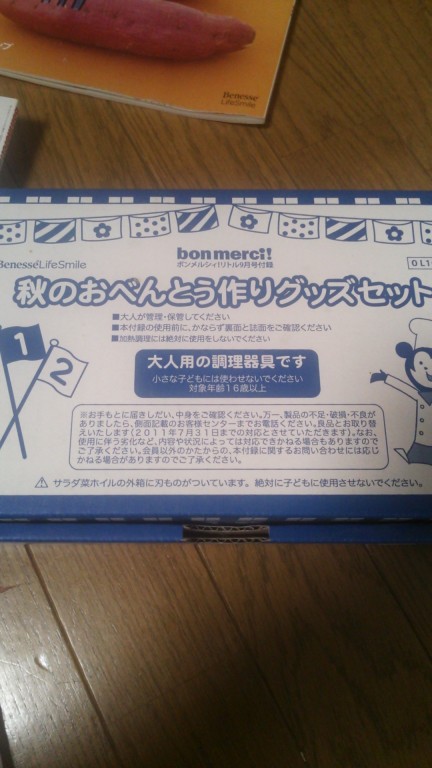 Benesse
LifeSmile
Benesse LifeSmile
bonmerci!
ボンメルシィ!リトル9月号付録
秋のおべんとう作りグッズセット
■大人が管理・保管してください
■本付録の使用前に、かならず裏面と誌面をご確認ください
■加熱調理には絶対に使用をしないでください
大人用の調理器具です
小さな子どもには使わせないでください
対象年齢16歳以上
1
2
※お手もとに届きしだい、中身をご確認ください。万一、製品の不足・破損・不良が
ありましたら、側面記載のお客様センターまでお電話ください。良品とお取り替
えいたします(2011年7月31日までの対応とさせていただきます)。なお、
使用に伴う劣化など、内容や状況によっては対応できかねる場合もありますので
ご了承ください。会員以外のかたからの、本付録に関するお問い合わせには応じ
かねる場合がありますのでご了承ください。
⚠ サラダ菜ホイルの外箱に刃ものがついています。絶対に子どもに使用させないでください。